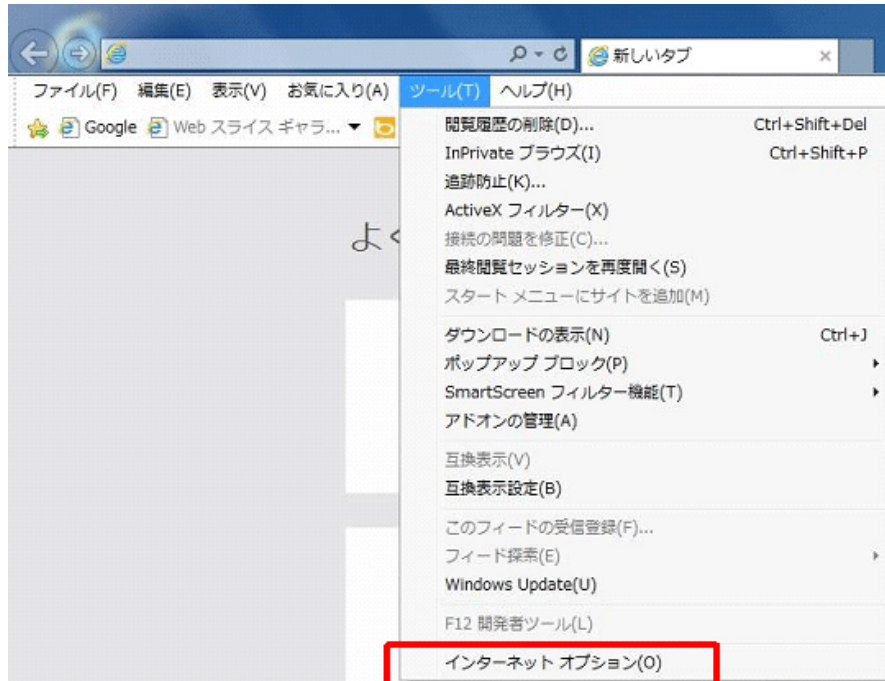 新しいタブ
ファイル(F) 編集(E) 表示(V) お気に入り(A) ツール(T) ヘルプ(H)
Google Web スライス ギャラ...
よく
閲覧履歴の削除(D)... Ctrl+Shift+Del
InPrivate ブラウズ(I) Ctrl+Shift+P
追跡防止(K)...
ActiveX フィルター(X)
接続の問題を修正(C)...
最終閲覧セッションを再度開く(S)
スタート メニューにサイトを追加(M)
ダウンロードの表示(N) Ctrl+J
ポップアップ ブロック(P)
SmartScreen フィルター機能(T)
アドオンの管理(A)
互換表示(V)
互換表示設定(B)
このフィードの受信登録(F)...
フィード探索(E)
Windows Update(U)
F12 開発者ツール(L)
インターネット オプション(O)